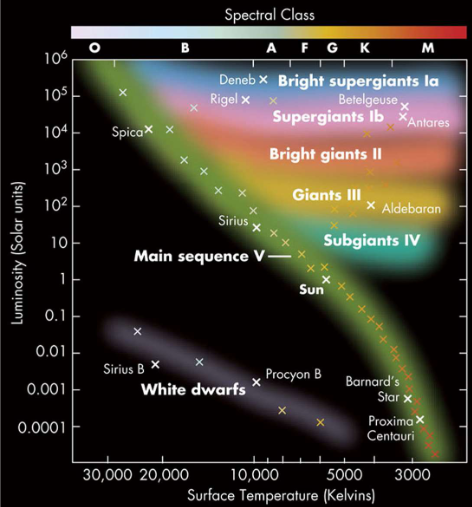 Spectral Class
O B A F G K M
10⁶
Deneb Bright supergiants Ia
10⁵
Rigel Betelgeuse
Supergiants Ib
Antares
10⁴
Spica
Bright giants II
10³
Giants III
10²
Aldebaran
Sirius
10
Subgiants IV
Main sequence V
1
Sun
0.1
0.01
Sirius B
Procyon B
White dwarfs
Barnard's
Star
0.001
Proxima
Centauri
0.0001
Luminosity (Solar units)
30,000 20,000 10,000 5000 3000
Surface Temperature (Kelvins)